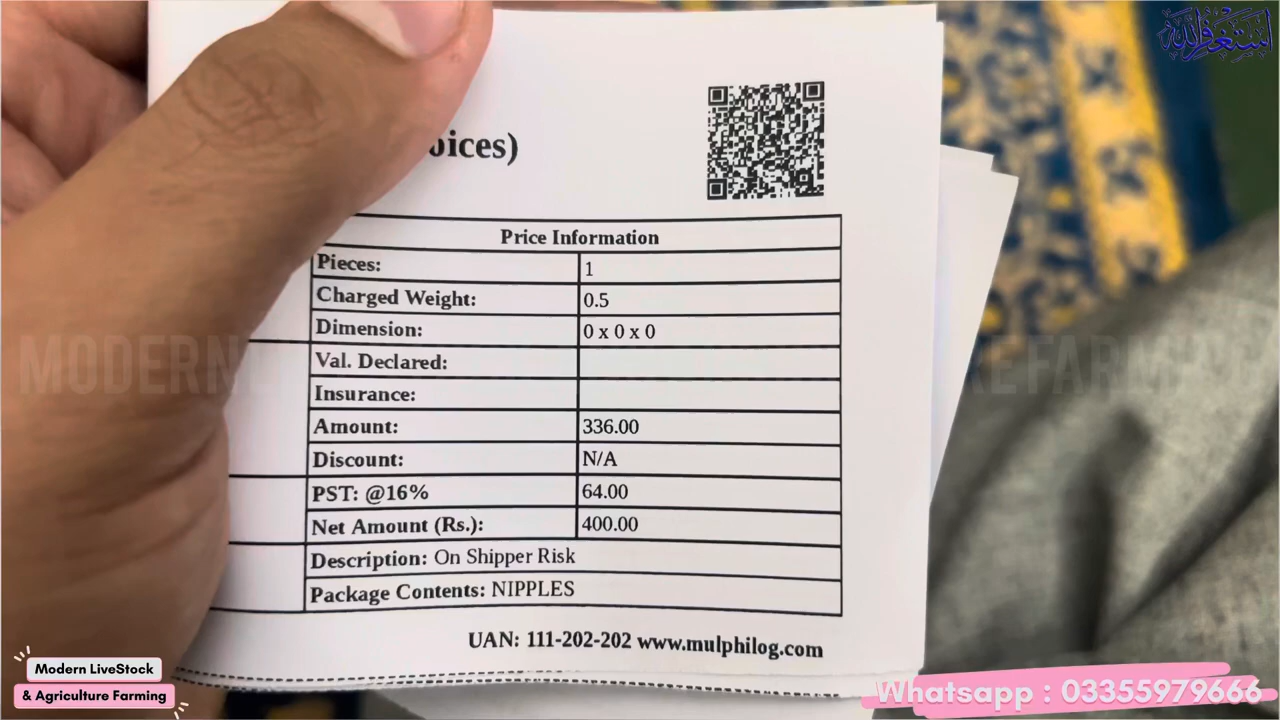 استغفرالله
oices)
Price Information
Pieces: 1
Charged Weight: 0.5
Dimension: 0 x 0 x 0
Val. Declared:
Insurance:
Amount: 336.00
Discount: N/A
PST: @16% 64.00
Net Amount (Rs.): 400.00
Description: On Shipper Risk
Package Contents: NIPPLES
UAN: 111-202-202 www.mulphilog.com
Modern LiveStock
& Agriculture Farming
Whatsapp : 03355979666